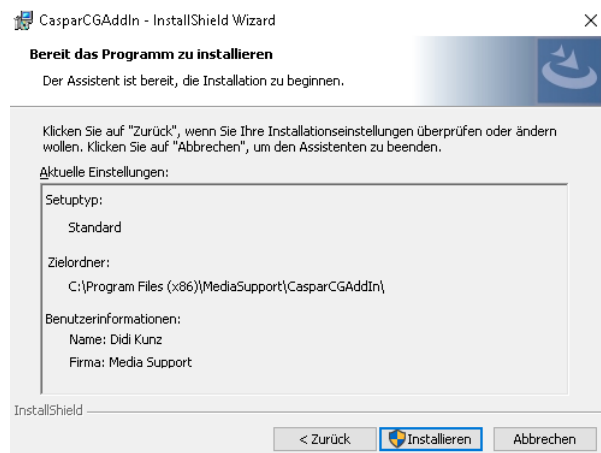 CasparCGAddIn - InstallShield Wizard
Bereit das Programm zu installieren
Der Assistent ist bereit, die Installation zu beginnen.
Klicken Sie auf "Zurück", wenn Sie Ihre Installationseinstellungen überprüfen oder ändern
wollen. Klicken Sie auf "Abbrechen", um den Assistenten zu beenden.
Aktuelle Einstellungen:
Setuptyp:
Standard
Zielordner:
C:\Program Files (x86)\MediaSupport\CasparCGAddIn\
Benutzerinformationen:
Name: Didi Kunz
Firma: Media Support
InstallShield
< Zurück
Installieren
Abbrechen